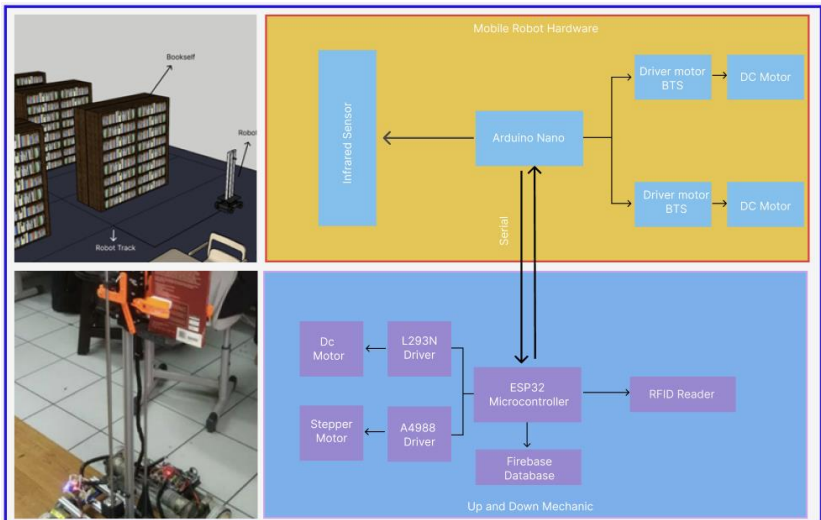 Bookself
Robot
Robot Track
Mobile Robot Hardware
Infrared Sensor
Arduino Nano
Driver motor
BTS
DC Motor
Driver motor
BTS
DC Motor
Serial
Dc
Motor
L293N
Driver
Stepper
Motor
A4988
Driver
ESP32
Microcontroller
RFID Reader
Firebase
Database
Up and Down Mechanic